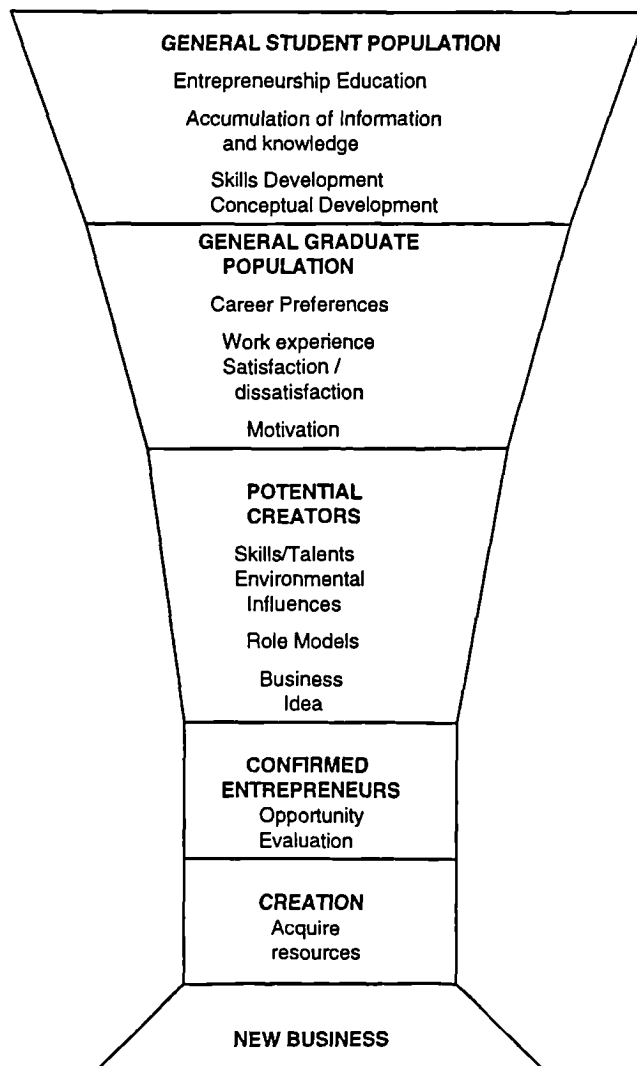 GENERAL STUDENT POPULATION
Entrepreneurship Education
Accumulation of Information
and knowledge
Skills Development
Conceptual Development
GENERAL GRADUATE
POPULATION
Career Preferences
Work experience
Satisfaction /
dissatisfaction
Motivation
POTENTIAL
CREATORS
Skills/Talents
Environmental
Influences
Role Models
Business
Idea
CONFIRMED
ENTREPRENEURS
Opportunity
Evaluation
CREATION
Acquire
resources
NEW BUSINESS